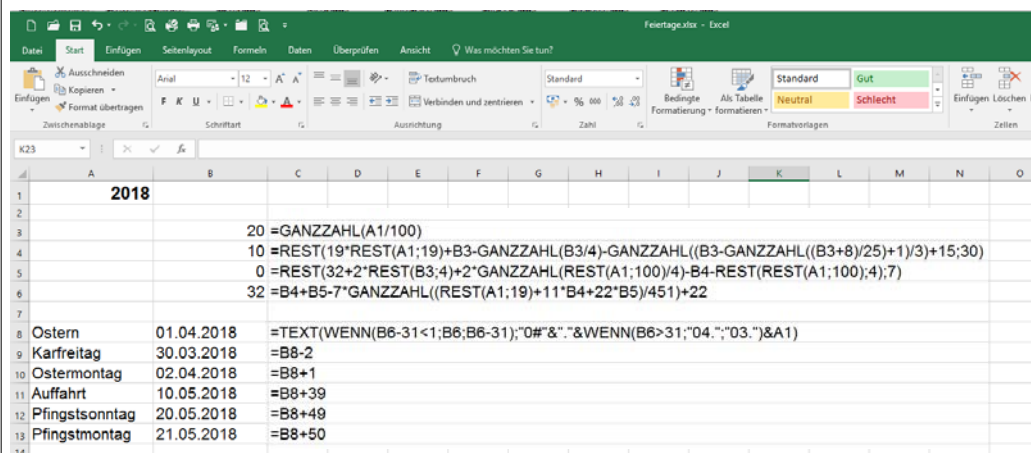 Feiertage.xlsx - Excel
Datei Start Einfügen Seitenlayout Formeln Daten Überprüfen Ansicht Was möchten Sie tun?
Einfügen
Ausschneiden
Kopieren
Format übertragen
Zwischenablage
Arial 12
F K U
Schriftart
Textumbruch
Verbinden und zentrieren
Ausrichtung
Standard
% 000
Zahl
Bedingte Formatierung
Als Tabelle formatieren
Standard Gut
Neutral Schlecht
Formatvorlagen
Einfügen Löschen
Zellen
K23 fx
A B C D E F G H I J K L M N O
1 2018
2
3 20 =GANZZAHL(A1/100)
4 10 =REST(19*REST(A1;19)+B3-GANZZAHL(B3/4)-GANZZAHL((B3-GANZZAHL((B3+8)/25)+1)/3)+15;30)
5 0 =REST(32+2*REST(B3;4)+2*GANZZAHL(REST(A1;100)/4)-B4-REST(REST(A1;100);4);7)
6 32 =B4+B5-7*GANZZAHL((REST(A1;19)+11*B4+22*B5)/451)+22
7
8 Ostern 01.04.2018 =TEXT(WENN(B6-31<1;B6;B6-31);"0#"&"."&WENN(B6>31;"04.";"03.")&A1)
9 Karfreitag 30.03.2018 =B8-2
10 Ostermontag 02.04.2018 =B8+1
11 Auffahrt 10.05.2018 =B8+39
12 Pfingstsonntag 20.05.2018 =B8+49
13 Pfingstmontag 21.05.2018 =B8+50